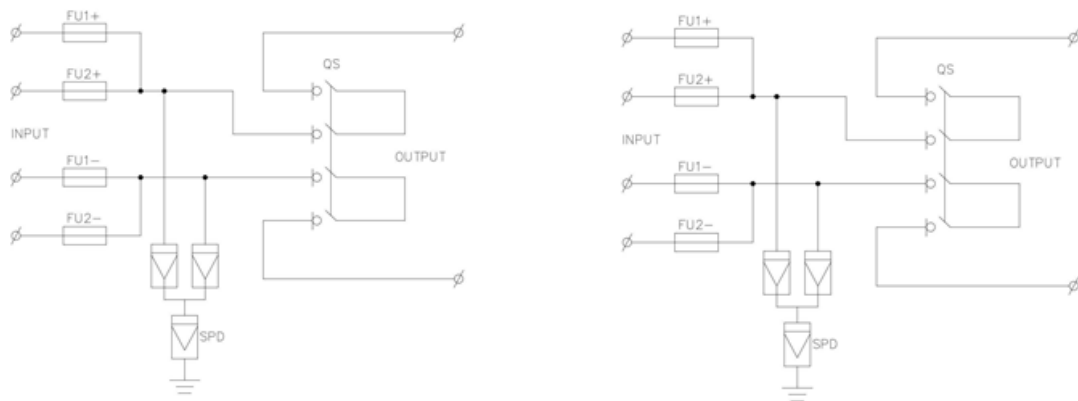 FU1+
FU2+
QS
INPUT
FU1-
OUTPUT
FU2-
SPD
FU1+
FU2+
QS
INPUT
FU1-
OUTPUT
FU2-
SPD